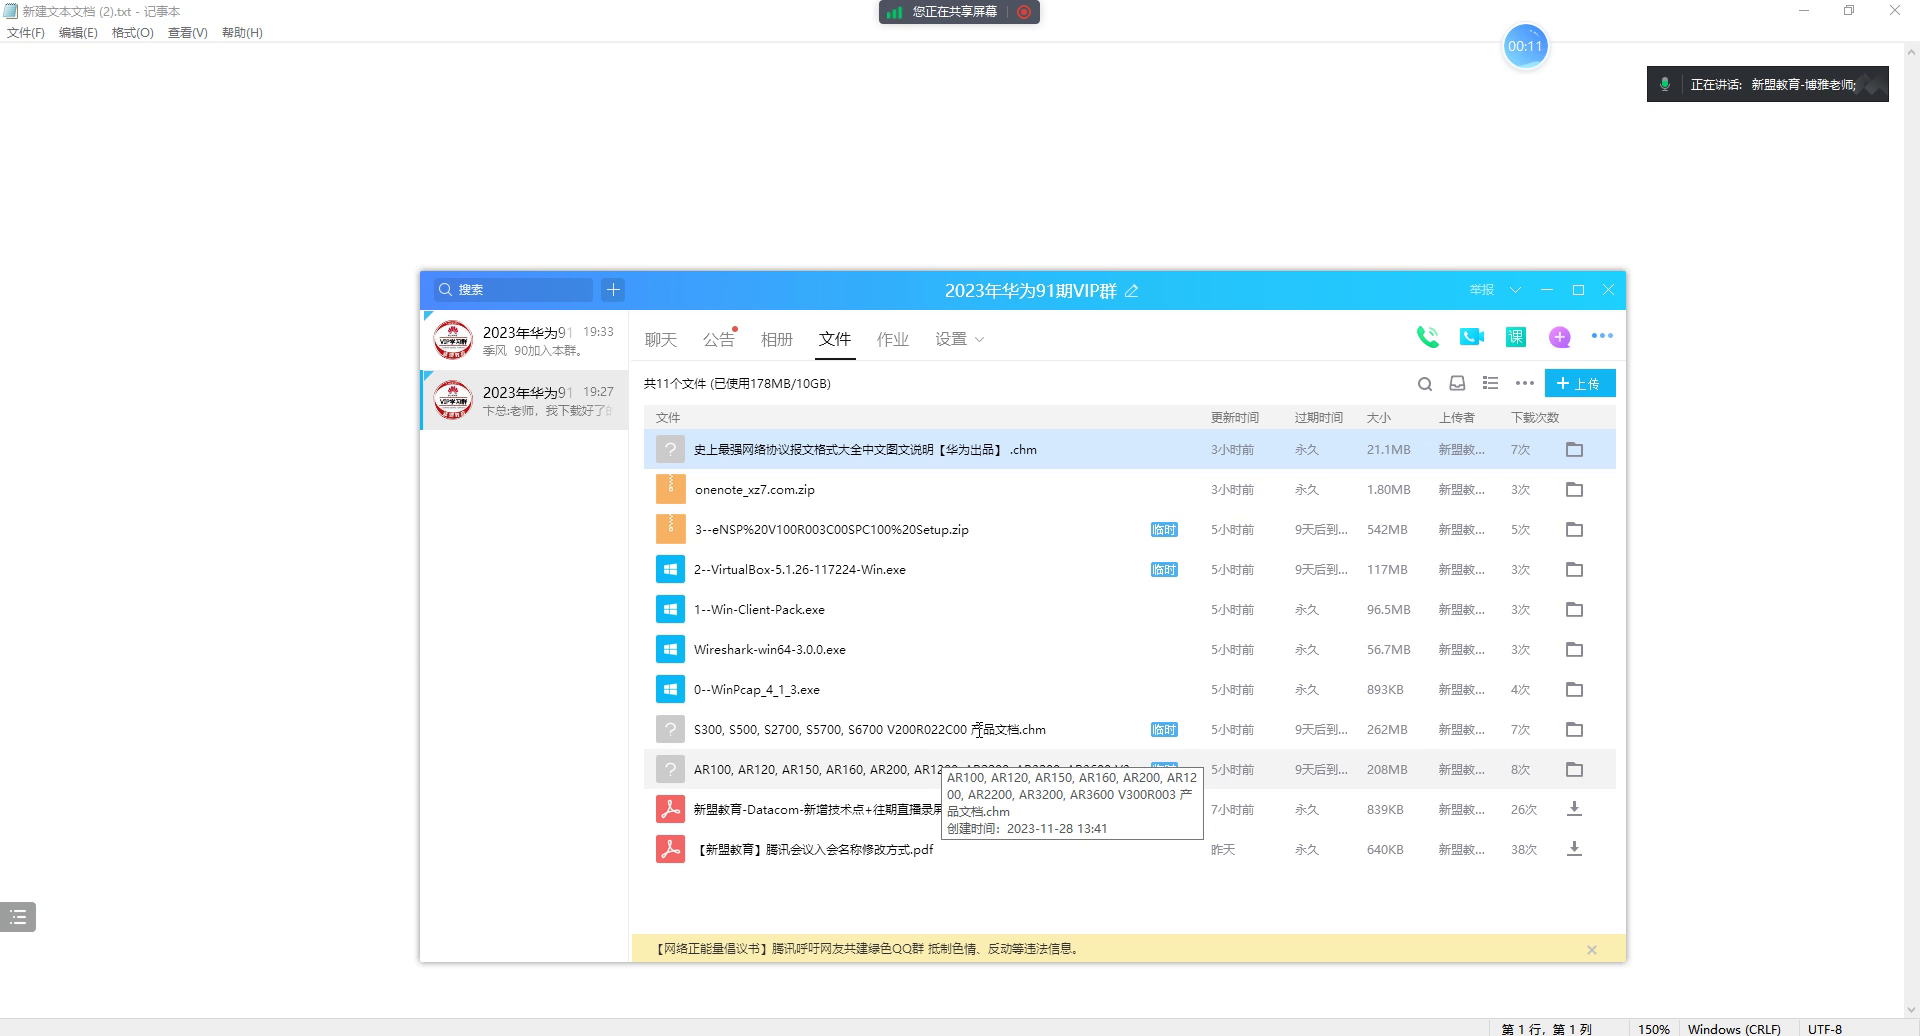 新建文本文档 (2).txt - 记事本
文件(F) 编辑(E) 格式(O) 查看(V) 帮助(H)
您正在共享屏幕
00:11
正在讲话: 新盟教育-博雅老师;
搜索
2023年华为91期VIP群
举报
2023年华为91 19:33
季风 90加入本群。
2023年华为91 19:27
卞总:老师，我下载好了的
聊天 公告 相册 文件 作业 设置
课
共11个文件 (已使用178MB/10GB)
上传
文件 更新时间 过期时间 大小 上传者 下载次数
史上最强网络协议报文格式大全中文图文说明【华为出品】 .chm 3小时前 永久 21.1MB 新盟教... 7次
onenote_xz7.com.zip 3小时前 永久 1.80MB 新盟教... 3次
3--eNSP%20V100R003C00SPC100%20Setup.zip 临时 5小时前 9天后到... 542MB 新盟教... 5次
2--VirtualBox-5.1.26-117224-Win.exe 临时 5小时前 9天后到... 117MB 新盟教... 3次
1--Win-Client-Pack.exe 5小时前 永久 96.5MB 新盟教... 3次
Wireshark-win64-3.0.0.exe 5小时前 永久 56.7MB 新盟教... 3次
0--WinPcap_4_1_3.exe 5小时前 永久 893KB 新盟教... 4次
S300, S500, S2700, S5700, S6700 V200R022C00 产品文档.chm 临时 5小时前 9天后到... 262MB 新盟教... 7次
AR100, AR120, AR150, AR160, AR200, 5小时前 9天后到... 208MB 新盟教... 8次
AR100, AR120, AR150, AR160, AR200, AR12
00, AR2200, AR3200, AR3600 V300R003 产
品文档.chm
创建时间：2023-11-28 13:41
新盟教育-Datacom-新增技术点+往期直播录屏 7小时前 永久 839KB 新盟教... 26次
【新盟教育】腾讯会议入会名称修改方式.pdf 昨天 永久 640KB 新盟教... 38次
【网络正能量倡议书】腾讯呼吁网友共建绿色QQ群 抵制色情、反动等违法信息。
第 1 行，第 1 列 150% Windows (CRLF) UTF-8